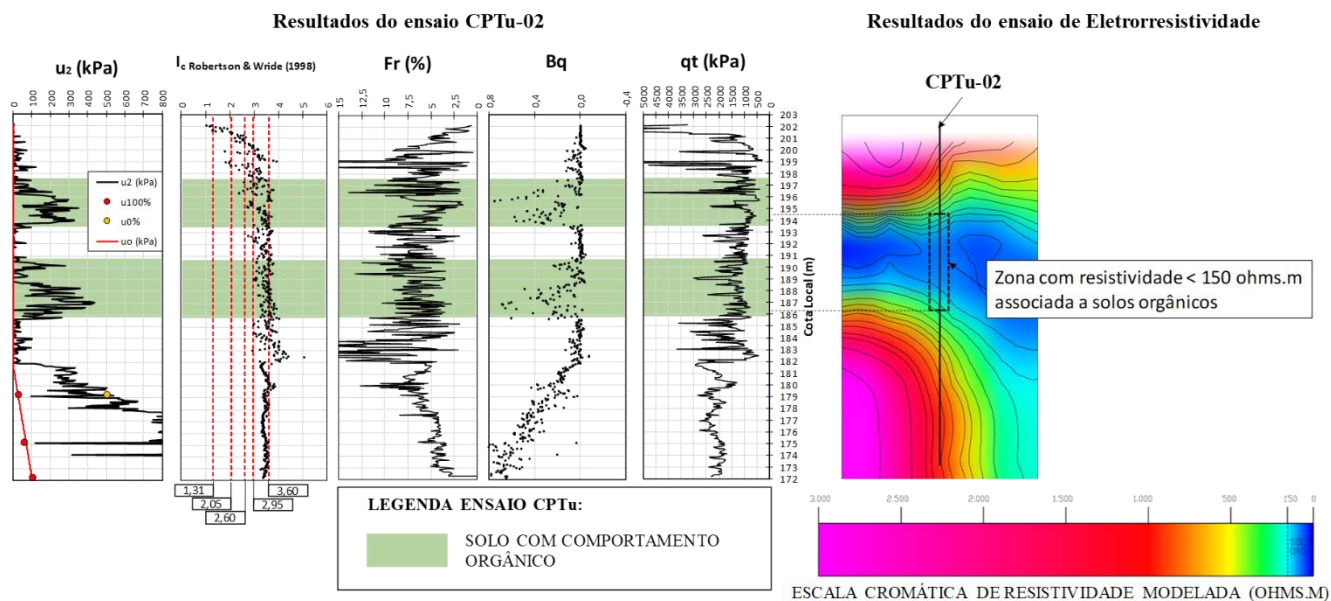 Resultados do ensaio CPTu-02
Resultados do ensaio de Eletrorresistividade
u₂ (kPa)
0 100 200 300 400 500 600 700 800
I꜀ Robertson & Wride (1998)
0 1 2 3 4 5 6
Fr (%)
15 12,5 10 7,5 5 2,5 0
Bq
0,8 0,4 0,0 -0,4
qt (kPa)
5000 4500 4000 3500 3000 2500 2000 1500 1000 500 0
CPTu-02
203
202
201
200
199
198
197
196
195
194
193
192
191
190
189
188
187
186
185
184
183
182
181
180
179
178
177
176
175
174
173
172
Cota Local (m)
u2 (kPa)
u100%
u0%
uo (kPa)
Zona com resistividade < 150 ohms.m
associada a solos orgânicos
1,31 3,60
2,05 2,95
2,60
LEGENDA ENSAIO CPTu:
SOLO COM COMPORTAMENTO
ORGÂNICO
3.000 2.500 2.000 1.000 500 150 0
SOLO
ORG.
ESCALA CROMÁTICA DE RESISTIVIDADE MODELADA (OHMS.M)